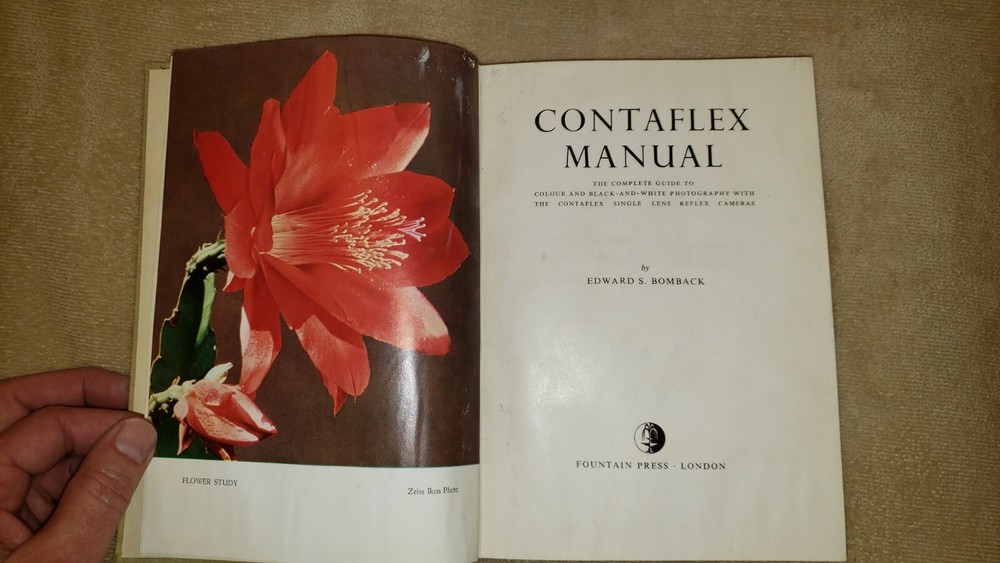 FLOWER STUDY
Zeiss Ikon Photo
CONTAFLEX
MANUAL
THE COMPLETE GUIDE TO
COLOUR AND BLACK-AND-WHITE PHOTOGRAPHY WITH
THE CONTAFLEX SINGLE LENS REFLEX CAMERAS
by
EDWARD S. BOMBACK
FOUNTAIN PRESS · LONDON